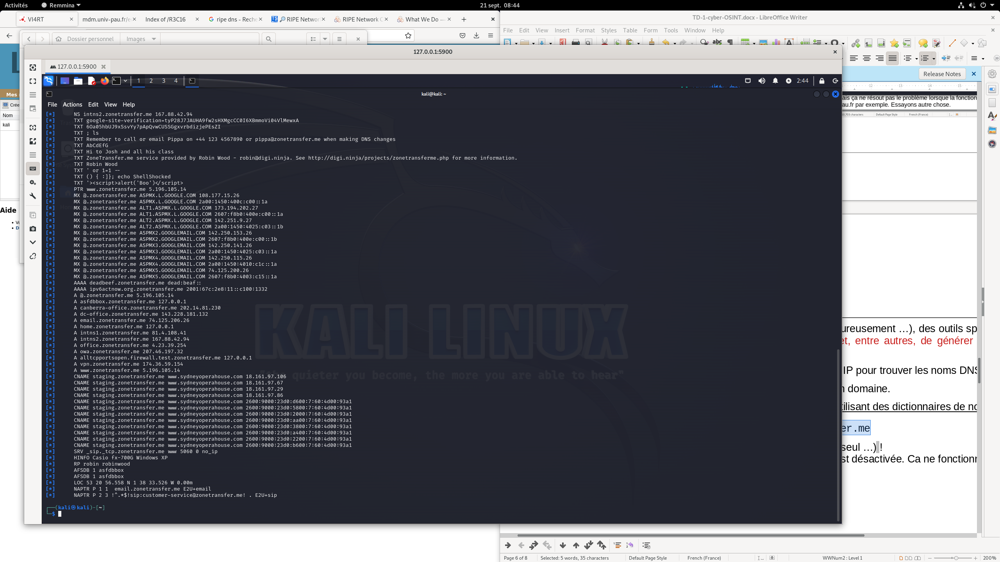 Activités
Remmina
21 sept. 08:44
VI4RT
mdm.univ-pau.fr/e
Index of /R3C16
ripe dns - Reche
RIPE Networ
RIPE Network C
What We Do —
TD-1-cyber-OSINT.docx - LibreOffice Writer
File Edit View Insert Format Styles Table Form Tools Window Help
Dossier personnel
Images
127.0.0.1:5900
127.0.0.1:5900
Release Notes
1 2 3 4
2:44
Mes
Crée
Nom
kali
Aide
kali@kali: ~
File Actions Edit View Help
[*] NS intns2.zonetransfer.me 167.88.42.94
[*] TXT google-site-verification=tyP28J7JAUHA9fw2sHXMgcCC0I6XBmmoVi04VlMewxA
[*] TXT 6Oa05hbUJ9xSsvYy7pApQvwCUSSGgxvrbdizjePEsZI
[*] TXT ; ls
[*] TXT Remember to call or email Pippa on +44 123 4567890 or pippa@zonetransfer.me when making DNS changes
[*] TXT AbCdEfG
[*] TXT Hi to Josh and all his class
[*] TXT ZoneTransfer.me service provided by Robin Wood - robin@digi.ninja. See http://digi.ninja/projects/zonetransferme.php for more information.
[*] TXT Robin Wood
[*] TXT ' or 1=1 --
[*] TXT () { :]}; echo ShellShocked
[*] TXT '><script>alert('Boo')</script>
[*] PTR www.zonetransfer.me 5.196.105.14
[*] MX @.zonetransfer.me ASPMX.L.GOOGLE.COM 108.177.15.26
[*] MX @.zonetransfer.me ASPMX.L.GOOGLE.COM 2a00:1450:400c:c00::1a
[*] MX @.zonetransfer.me ALT1.ASPMX.L.GOOGLE.COM 173.194.202.27
[*] MX @.zonetransfer.me ALT1.ASPMX.L.GOOGLE.COM 2607:f8b0:400e:c00::1a
[*] MX @.zonetransfer.me ALT2.ASPMX.L.GOOGLE.COM 142.251.9.27
[*] MX @.zonetransfer.me ALT2.ASPMX.L.GOOGLE.COM 2a00:1450:4025:c03::1b
[*] MX @.zonetransfer.me ASPMX2.GOOGLEMAIL.COM 142.250.153.26
[*] MX @.zonetransfer.me ASPMX2.GOOGLEMAIL.COM 2607:f8b0:400e:c00::1b
[*] MX @.zonetransfer.me ASPMX3.GOOGLEMAIL.COM 142.250.141.26
[*] MX @.zonetransfer.me ASPMX3.GOOGLEMAIL.COM 2a00:1450:4025:c03::1a
[*] MX @.zonetransfer.me ASPMX4.GOOGLEMAIL.COM 142.250.115.26
[*] MX @.zonetransfer.me ASPMX4.GOOGLEMAIL.COM 2a00:1450:4010:c1c::1a
[*] MX @.zonetransfer.me ASPMX5.GOOGLEMAIL.COM 74.125.200.26
[*] MX @.zonetransfer.me ASPMX5.GOOGLEMAIL.COM 2607:f8b0:4003:c15::1a
[*] AAAA deadbeef.zonetransfer.me dead:beaf::
[*] AAAA ipv6actnow.org.zonetransfer.me 2001:67c:2e8:11::c100:1332
[*] A @.zonetransfer.me 5.196.105.14
[*] A asfdbbox.zonetransfer.me 127.0.0.1
[*] A canberra-office.zonetransfer.me 202.14.81.230
[*] A dc-office.zonetransfer.me 143.228.181.132
[*] A email.zonetransfer.me 74.125.206.26
[*] A home.zonetransfer.me 127.0.0.1
[*] A intns1.zonetransfer.me 81.4.108.41
[*] A intns2.zonetransfer.me 167.88.42.94
[*] A office.zonetransfer.me 4.23.39.254
[*] A owa.zonetransfer.me 207.46.197.32
[*] A alltcpportsopen.firewall.test.zonetransfer.me 127.0.0.1
[*] A vpn.zonetransfer.me 174.36.59.154
[*] A www.zonetransfer.me 5.196.105.14
[*] CNAME staging.zonetransfer.me www.sydneyoperahouse.com 18.161.97.106
[*] CNAME staging.zonetransfer.me www.sydneyoperahouse.com 18.161.97.67
[*] CNAME staging.zonetransfer.me www.sydneyoperahouse.com 18.161.97.29
[*] CNAME staging.zonetransfer.me www.sydneyoperahouse.com 18.161.97.86
[*] CNAME staging.zonetransfer.me www.sydneyoperahouse.com 2600:9000:23d0:d600:7:60:4d00:93a1
[*] CNAME staging.zonetransfer.me www.sydneyoperahouse.com 2600:9000:23d0:5800:7:60:4d00:93a1
[*] CNAME staging.zonetransfer.me www.sydneyoperahouse.com 2600:9000:23d0:2000:7:60:4d00:93a1
[*] CNAME staging.zonetransfer.me www.sydneyoperahouse.com 2600:9000:23d0:aa00:7:60:4d00:93a1
[*] CNAME staging.zonetransfer.me www.sydneyoperahouse.com 2600:9000:23d0:3800:7:60:4d00:93a1
[*] CNAME staging.zonetransfer.me www.sydneyoperahouse.com 2600:9000:23d0:a400:7:60:4d00:93a1
[*] CNAME staging.zonetransfer.me www.sydneyoperahouse.com 2600:9000:23d0:2200:7:60:4d00:93a1
[*] CNAME staging.zonetransfer.me www.sydneyoperahouse.com 2600:9000:23d0:b600:7:60:4d00:93a1
[*] SRV _sip._tcp.zonetransfer.me www 5060 0 no_ip
[*] HINFO Casio fx-700G Windows XP
[*] RP robin robinwood
[*] AFSDB 1 asfdbbox
[*] AFSDB 1 asfdbbox
[*] LOC 53 20 56.558 N 1 38 33.526 W 0.00m
[*] NAPTR P 1 1 email.zonetransfer.me E2U+email
[*] NAPTR P 2 3 !^.*$!sip:customer-service@zonetransfer.me! . E2U+sip
┌──(kali㉿kali)-[~]
└─$
KALI LINUX
quieter you become, the more you are able to hear"
12 13 14 15
ais ça ne résout pas le problème lorsque la fonction
au.fr par exemple. Essayons autre chose.
10,703 characters Default Page Style French (France)
ureusement …), des outils sp
et, entre autres, de générer
IP pour trouver les noms DNS
n domaine.
tilisant des dictionnaires de no
er.me
seul …) !
st désactivée. Ca ne fonctionn
Page 6 of 8
Selected: 5 words, 35 characters
Default Page Style
French (France)
WWNum2 : Level 1
200%